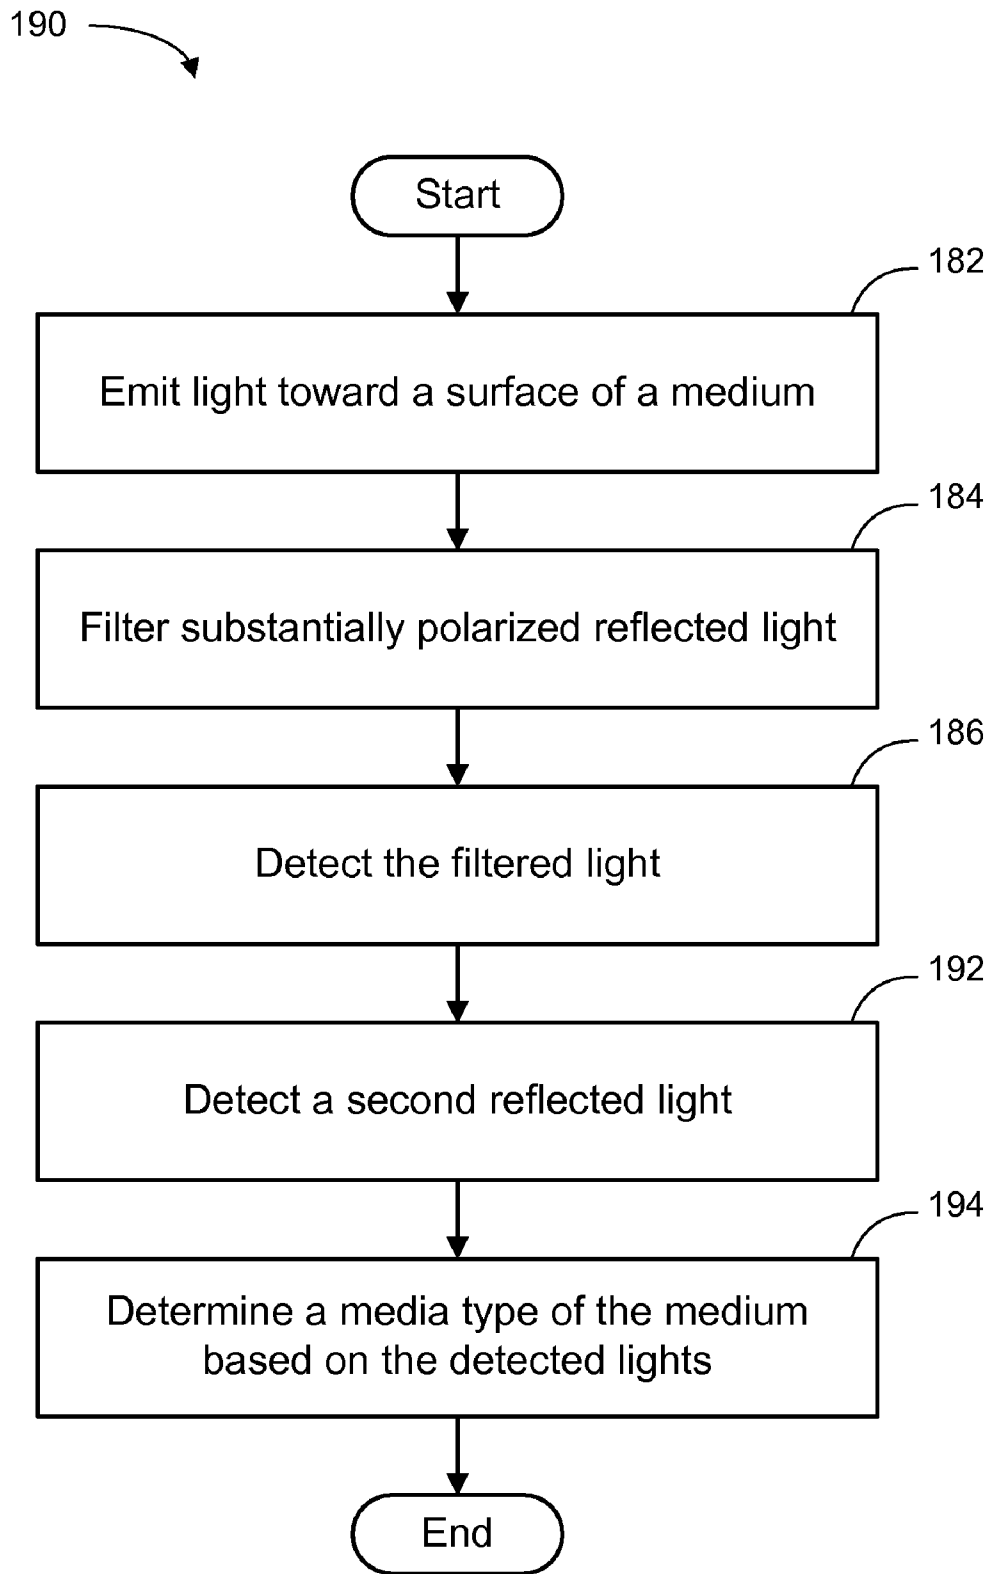 190
Start
182
Emit light toward a surface of a medium
184
Filter substantially polarized reflected light
186
Detect the filtered light
192
Detect a second reflected light
194
Determine a media type of the medium
based on the detected lights
End